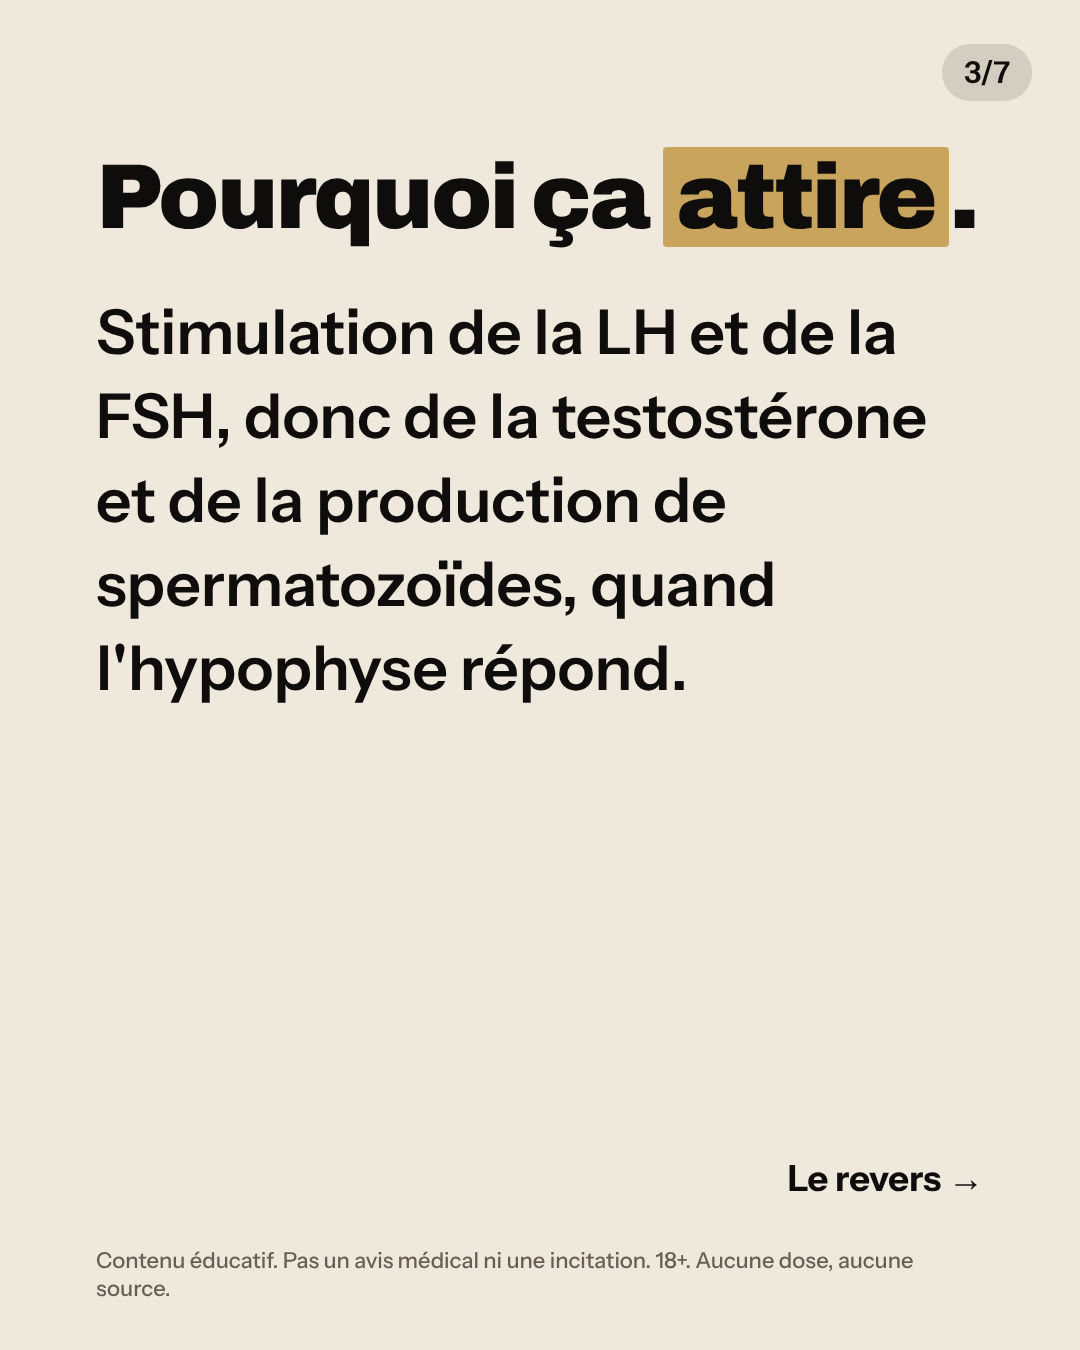 3/7
Pourquoi ça attire.
Stimulation de la LH et de la
FSH, donc de la testostérone
et de la production de
spermatozoïdes, quand
l'hypophyse répond.
Le revers →
Contenu éducatif. Pas un avis médical ni une incitation. 18+. Aucune dose, aucune
source.